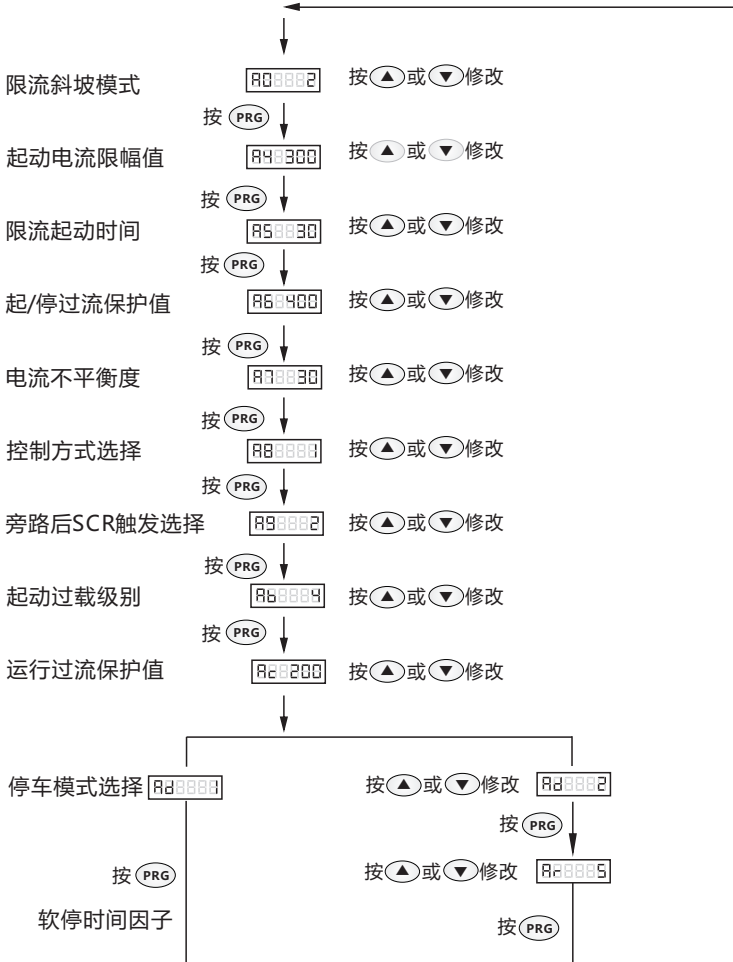 限流斜坡模式 A0 2 按▲或▼修改
按 PRG
起动电流限幅值 A4 300 按▲或▼修改
按 PRG
限流起动时间 A5 30 按▲或▼修改
按 PRG
起/停过流保护值 A6 400 按▲或▼修改
按 PRG
电流不平衡度 A7 30 按▲或▼修改
按 PRG
控制方式选择 A8 1 按▲或▼修改
按 PRG
旁路后SCR触发选择 A9 2 按▲或▼修改
按 PRG
起动过载级别 Ab 4 按▲或▼修改
按 PRG
运行过流保护值 Ac 200 按▲或▼修改
停车模式选择 Ad 1 按▲或▼修改 Ad 2
按 PRG
按 PRG 按▲或▼修改 Ar 5
软停时间因子 按 PRG